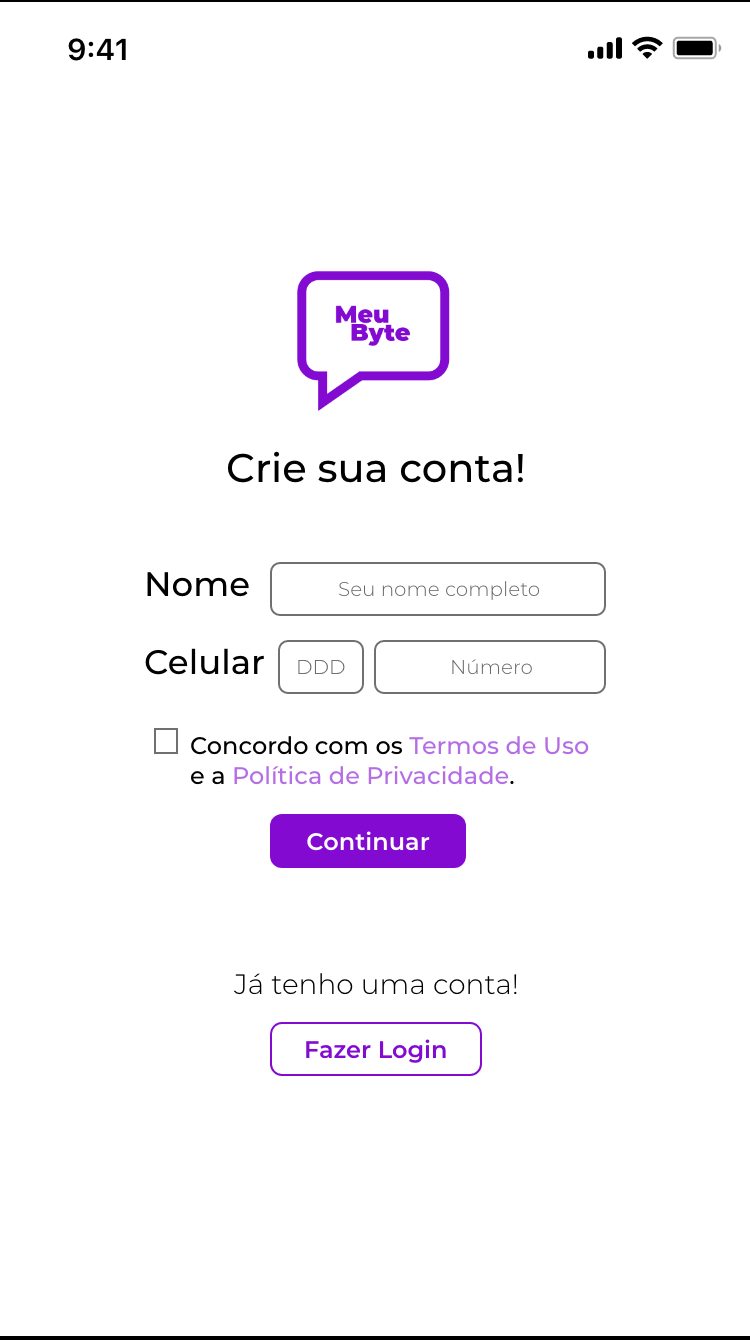 9:41
Meu
Byte
Crie sua conta!
Nome Seu nome completo
Celular DDD Número
Concordo com os Termos de Uso
e a Política de Privacidade.
Continuar
Já tenho uma conta!
Fazer Login